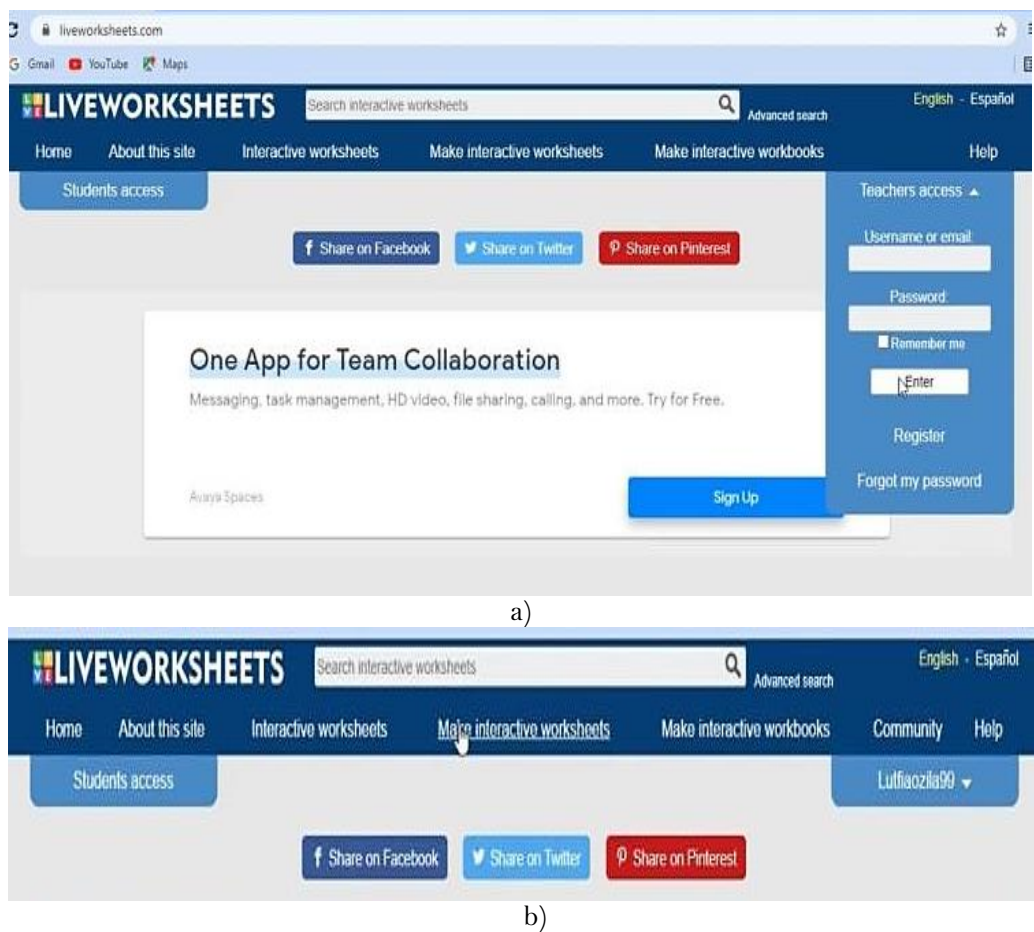 liveworksheets.com
Gmail YouTube Maps
LIVEWORKSHEETS Search interactive worksheets Advanced search English - Español
Home About this site Interactive worksheets Make interactive worksheets Make interactive workbooks Help
Students access Teachers access
Share on Facebook Share on Twitter Share on Pinterest
Username or email:
Password:
Remember me
Enter
Register
Forgot my password
One App for Team Collaboration
Messaging, task management, HD video, file sharing, calling, and more. Try for Free.
Avaya Spaces Sign Up
a)
LIVEWORKSHEETS Search interactive worksheets Advanced search English - Español
Home About this site Interactive worksheets Make interactive worksheets Make interactive workbooks Community Help
Students access Lutfiaozila99
Share on Facebook Share on Twitter Share on Pinterest
b)